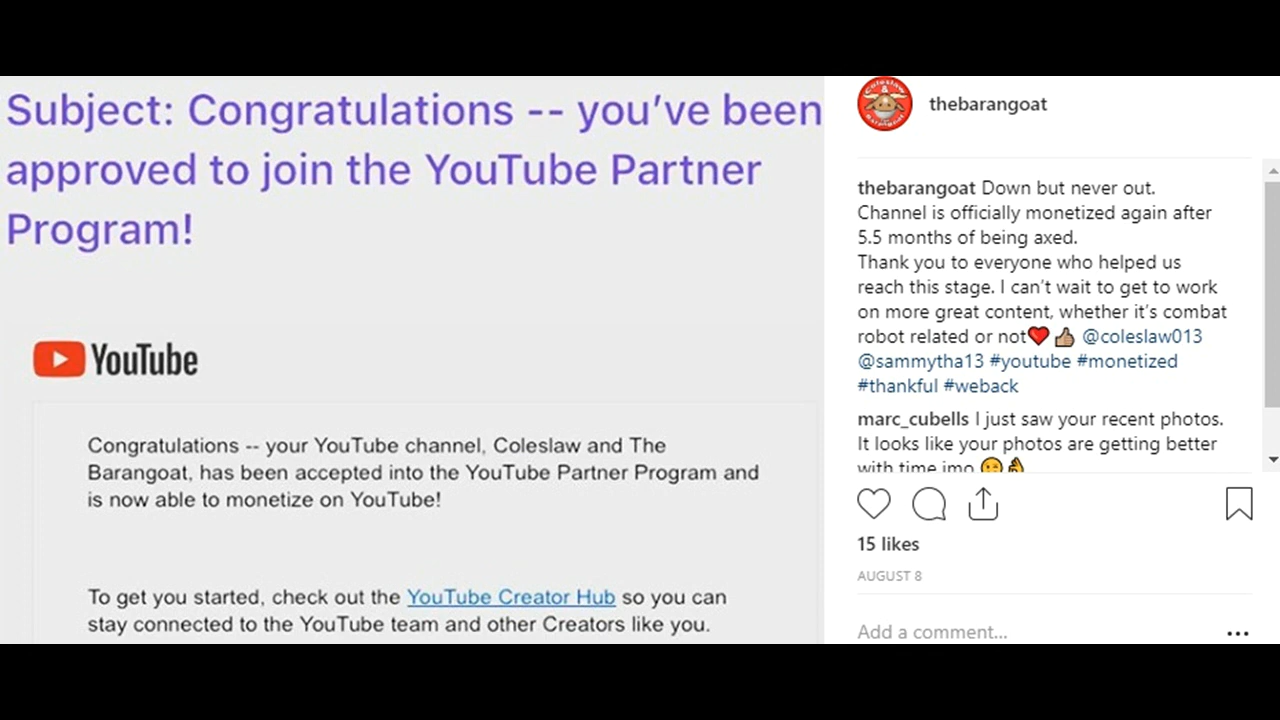 Subject: Congratulations -- you've been
approved to join the YouTube Partner
Program!
YouTube
Congratulations -- your YouTube channel, Coleslaw and The
Barangoat, has been accepted into the YouTube Partner Program and
is now able to monetize on YouTube!
To get you started, check out the YouTube Creator Hub so you can
stay connected to the YouTube team and other Creators like you.
Coleslaw
&
Barangoat
thebarangoat
thebarangoat Down but never out.
Channel is officially monetized again after
5.5 months of being axed.
Thank you to everyone who helped us
reach this stage. I can't wait to get to work
on more great content, whether it's combat
robot related or not❤️👍🏼 @coleslaw013
@sammytha13 #youtube #monetized
#thankful #weback
marc_cubells I just saw your recent photos.
It looks like your photos are getting better
with time imo 😉👌
15 likes
AUGUST 8
Add a comment...